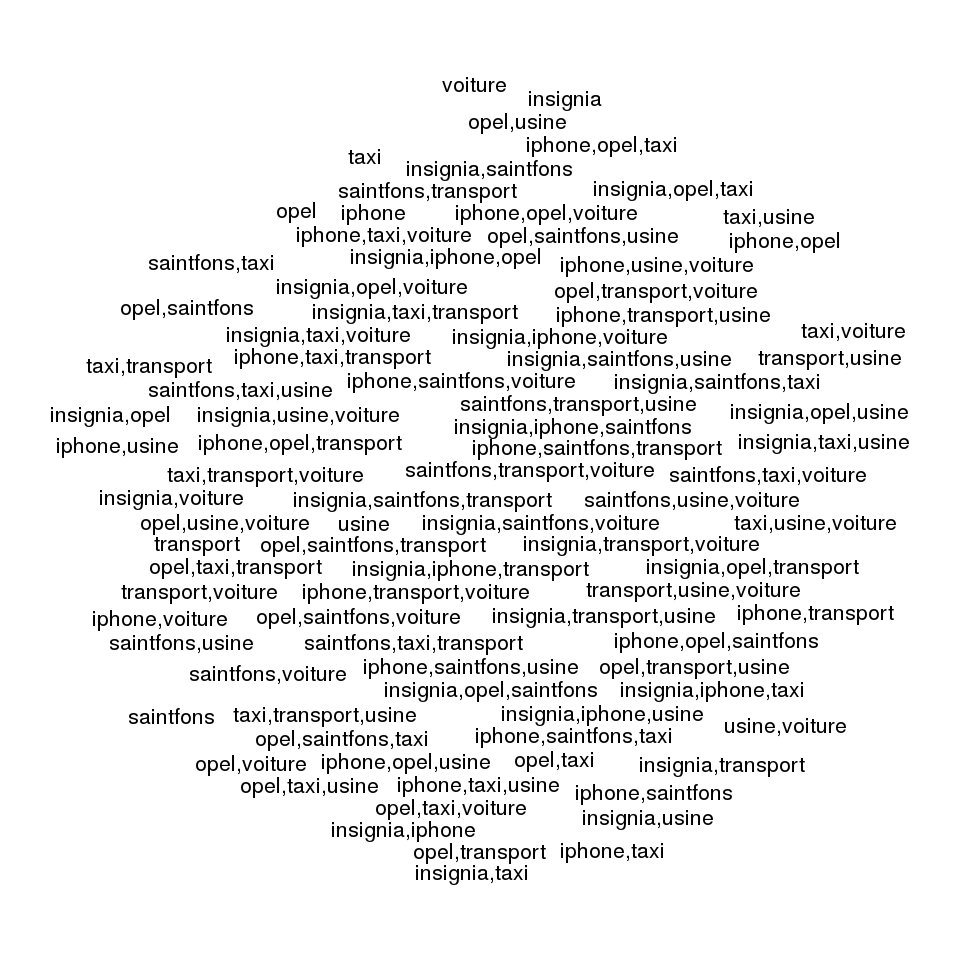 voiture
insignia
opel,usine
iphone,opel,taxi
taxi
insignia,saintfons
saintfons,transport insignia,opel,taxi
opel iphone iphone,opel,voiture taxi,usine
iphone,taxi,voiture opel,saintfons,usine iphone,opel
saintfons,taxi insignia,iphone,opel iphone,usine,voiture
insignia,opel,voiture opel,transport,voiture
opel,saintfons insignia,taxi,transport iphone,transport,usine
insignia,taxi,voiture insignia,iphone,voiture taxi,voiture
taxi,transport iphone,taxi,transport insignia,saintfons,usine transport,usine
saintfons,taxi,usine iphone,saintfons,voiture insignia,saintfons,taxi
saintfons,transport,usine
insignia,opel insignia,usine,voiture insignia,opel,usine
insignia,iphone,saintfons
iphone,usine iphone,opel,transport iphone,saintfons,transport insignia,taxi,usine
taxi,transport,voiture saintfons,transport,voiture saintfons,taxi,voiture
insignia,voiture insignia,saintfons,transport saintfons,usine,voiture
opel,usine,voiture usine insignia,saintfons,voiture taxi,usine,voiture
transport opel,saintfons,transport insignia,transport,voiture
opel,taxi,transport insignia,iphone,transport insignia,opel,transport
transport,voiture iphone,transport,voiture transport,usine,voiture
iphone,voiture opel,saintfons,voiture insignia,transport,usine iphone,transport
saintfons,usine saintfons,taxi,transport iphone,opel,saintfons
saintfons,voiture iphone,saintfons,usine opel,transport,usine
insignia,opel,saintfons insignia,iphone,taxi
saintfons taxi,transport,usine insignia,iphone,usine usine,voiture
opel,saintfons,taxi iphone,saintfons,taxi
opel,voiture iphone,opel,usine opel,taxi insignia,transport
opel,taxi,usine iphone,taxi,usine iphone,saintfons
opel,taxi,voiture insignia,usine
insignia,iphone
opel,transport iphone,taxi
insignia,taxi